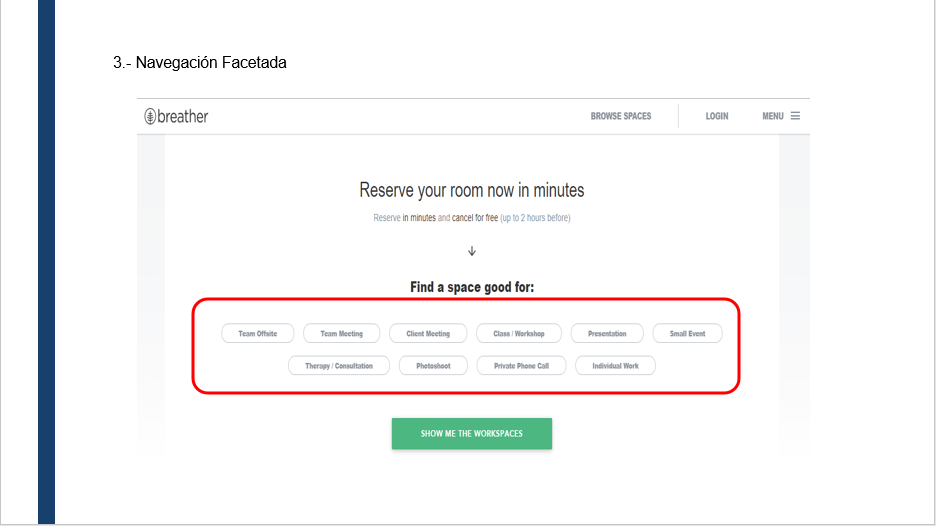 3.- Navegación Facetada
breather
BROWSE SPACES LOGIN MENU
Reserve your room now in minutes
Reserve in minutes and cancel for free (up to 2 hours before)
Find a space good for:
Team Offsite Team Meeting Client Meeting Class / Workshop Presentation Small Event
Therapy / Consultation Photoshoot Private Phone Call Individual Work
SHOW ME THE WORKSPACES